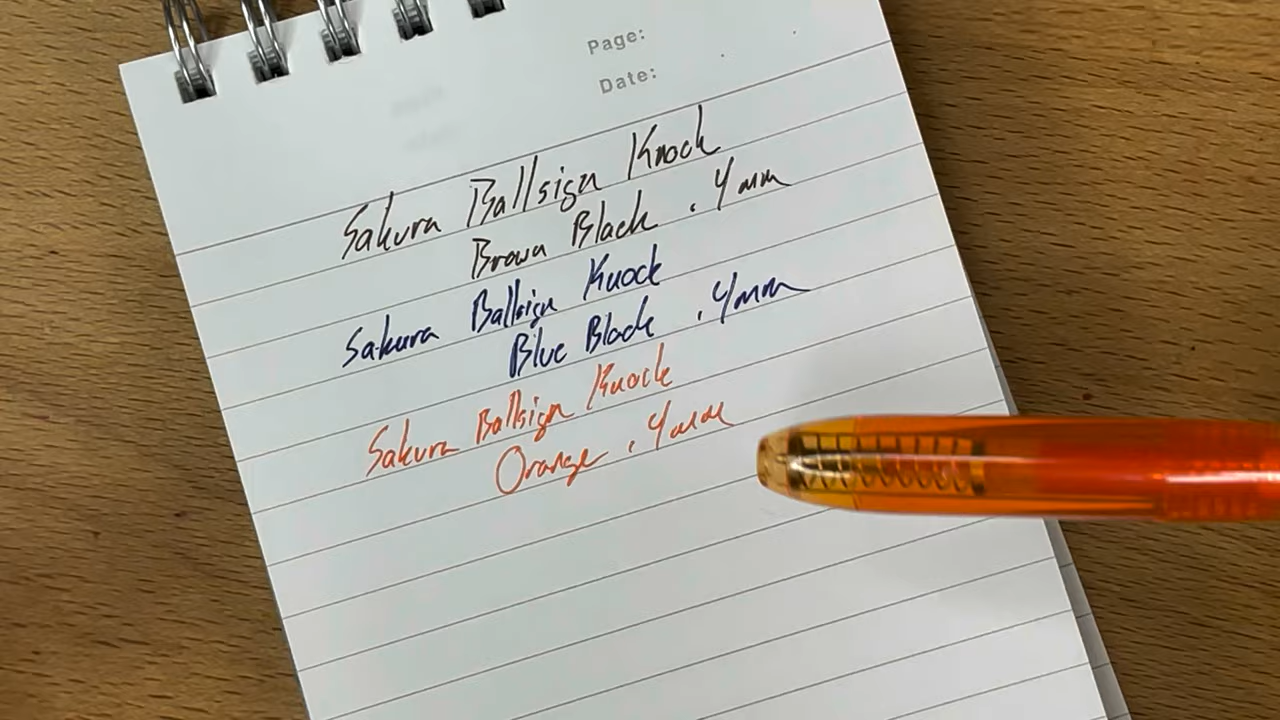 Page:
Date:
Sakura Ballsign Knock
Brown Black .4mm
Sakura Ballsign Knock
Blue Black .4mm
Sakura Ballsign Knock
Orange .4mm